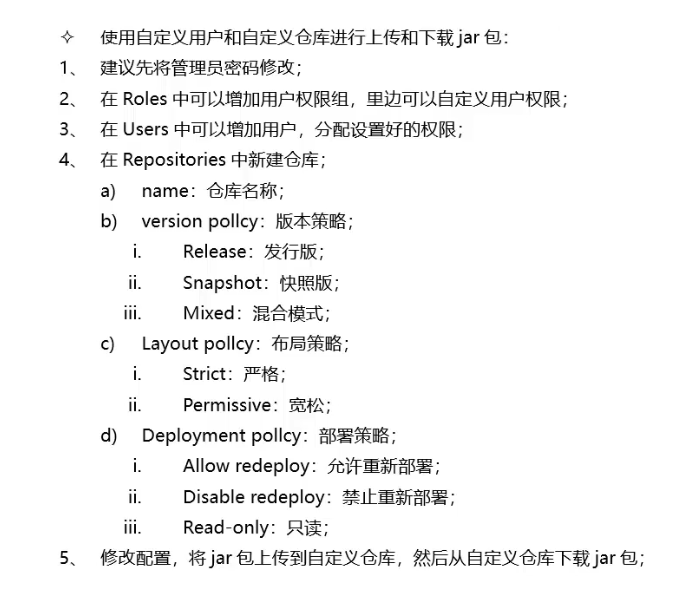 ✧ 使用自定义用户和自定义仓库进行上传和下载 jar 包：
1、 建议先将管理员密码修改；
2、 在 Roles 中可以增加用户权限组，里边可以自定义用户权限；
3、 在 Users 中可以增加用户，分配设置好的权限；
4、 在 Repositories 中新建仓库；
a) name：仓库名称；
b) version pollcy：版本策略；
i. Release：发行版；
ii. Snapshot：快照版；
iii. Mixed：混合模式；
c) Layout pollcy：布局策略；
i. Strict：严格；
ii. Permissive：宽松；
d) Deployment pollcy：部署策略；
i. Allow redeploy：允许重新部署；
ii. Disable redeploy：禁止重新部署；
iii. Read-only：只读；
5、 修改配置，将 jar 包上传到自定义仓库，然后从自定义仓库下载 jar 包；